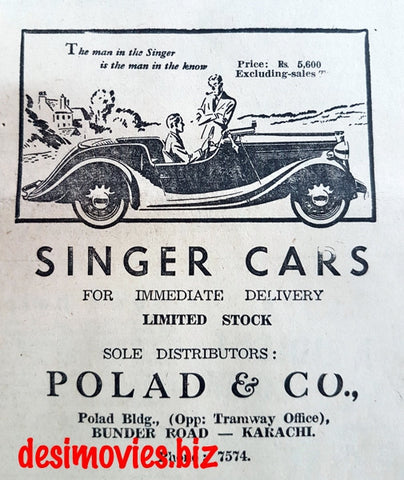 The man in the Singer
is the man in the know
Price: Rs. 5,600
Excluding-sales
SINGER CARS
FOR IMMEDIATE DELIVERY
LIMITED STOCK
SOLE DISTRIBUTORS:
POLAD & CO.,
Polad Bldg., (Opp: Tramway Office),
BUNDER ROAD — KARACHI.
desimovies.biz
7574.